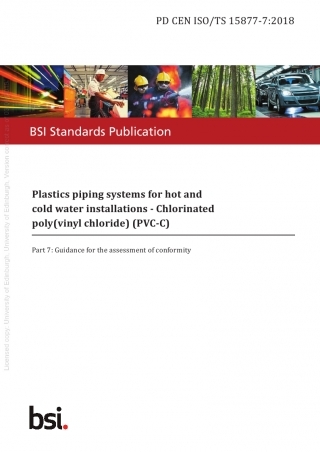 PD CEN ISO/TS 15877-7:2018
BSI Standards Publication
Plastics piping systems for hot and
cold water installations - Chlorinated
poly(vinyl chloride) (PVC-C)
Part 7: Guidance for the assessment of conformity
bsi.
Licensed copy. University of Edinburgh, University of Edinburgh, Version